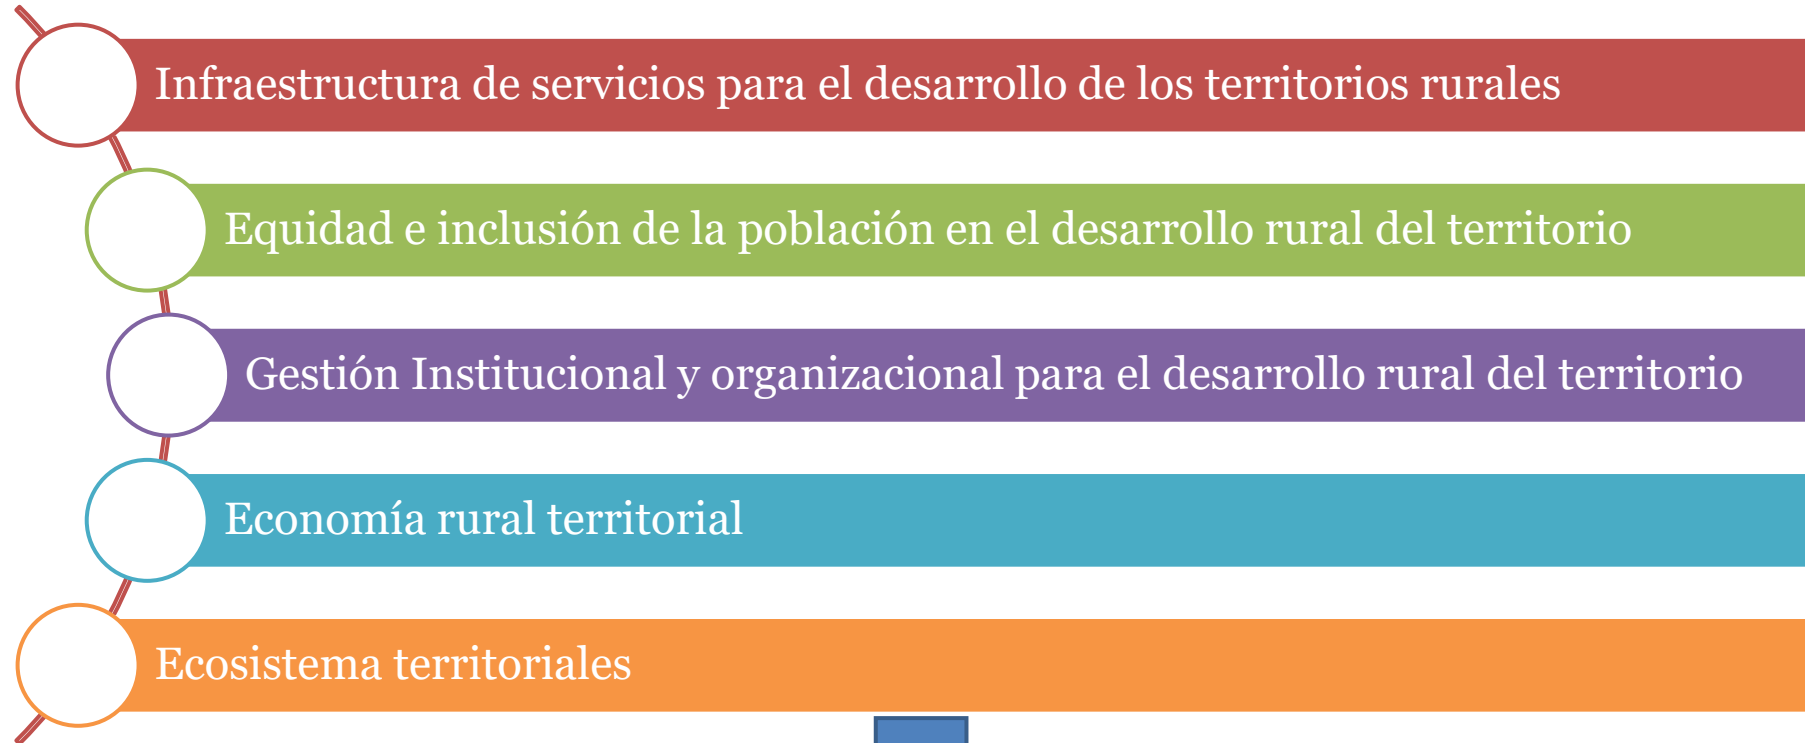 Infraestructura de servicios para el desarrollo de los territorios rurales
Equidad e inclusión de la población en el desarrollo rural del territorio
Gestión Institucional y organizacional para el desarrollo rural del territorio
Economía rural territorial
Ecosistema territoriales